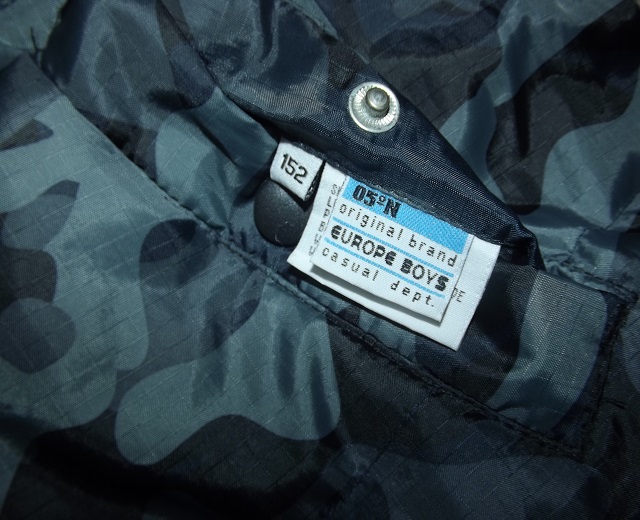 152
05°N
original brand
EUROPE BOYS
casual dept.